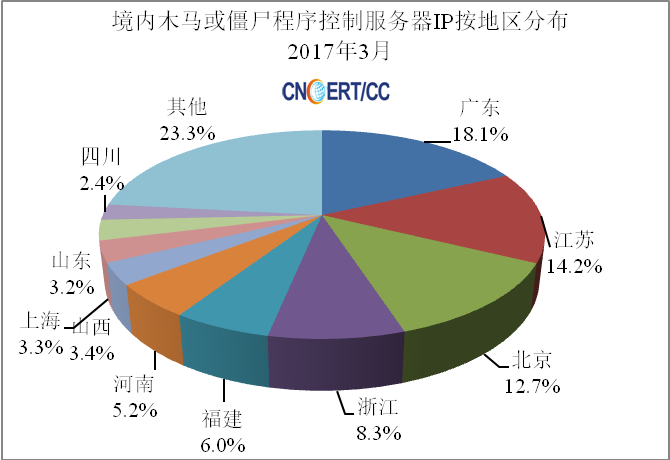 境内木马或僵尸程序控制服务器IP按地区分布
2017年3月
CNCERT/CC
其他
23.3%
广东
18.1%
四川
2.4%
江苏
14.2%
山东
3.2%
上海
3.3%
山西
3.4%
北京
12.7%
河南
5.2%
福建
6.0%
浙江
8.3%